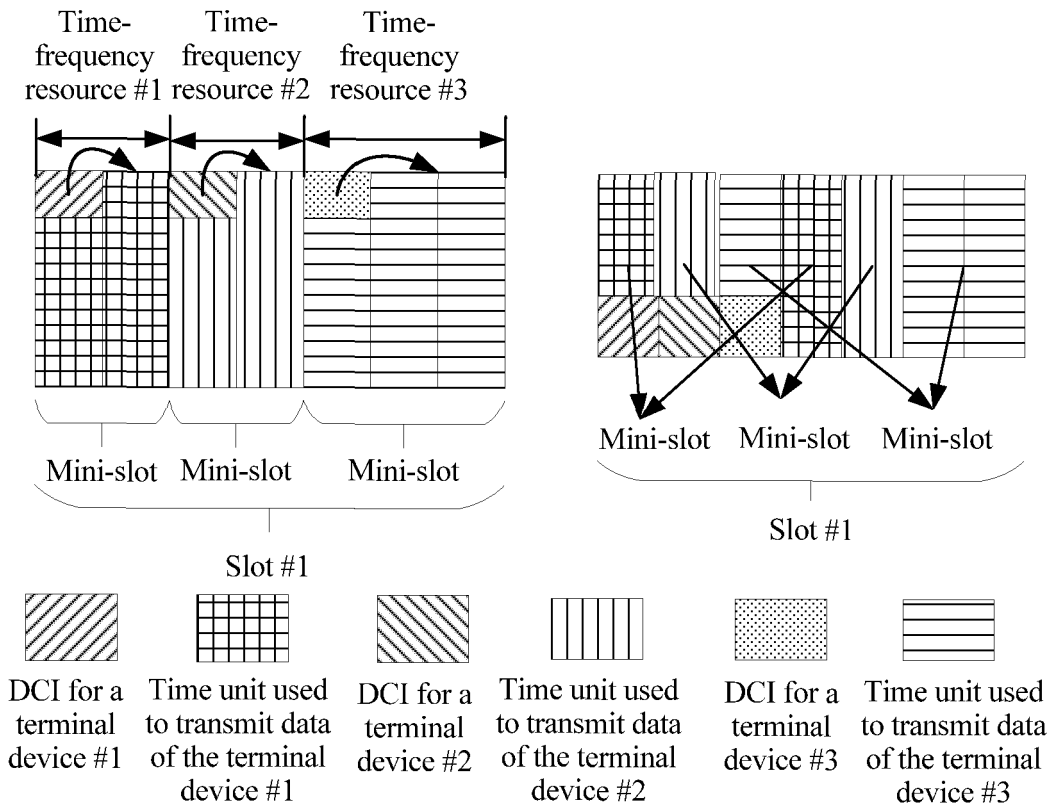 Time-
frequency
resource #1
Time-
frequency
resource #2
Time-
frequency
resource #3
Mini-slot
Mini-slot
Mini-slot
Slot #1
Mini-slot
Mini-slot
Mini-slot
Slot #1
DCI for a
terminal
device #1
Time unit used
to transmit data
of the terminal
device #1
DCI for a
terminal
device #2
Time unit used
to transmit data
of the terminal
device #2
DCI for a
terminal
device #3
Time unit used
to transmit data
of the terminal
device #3